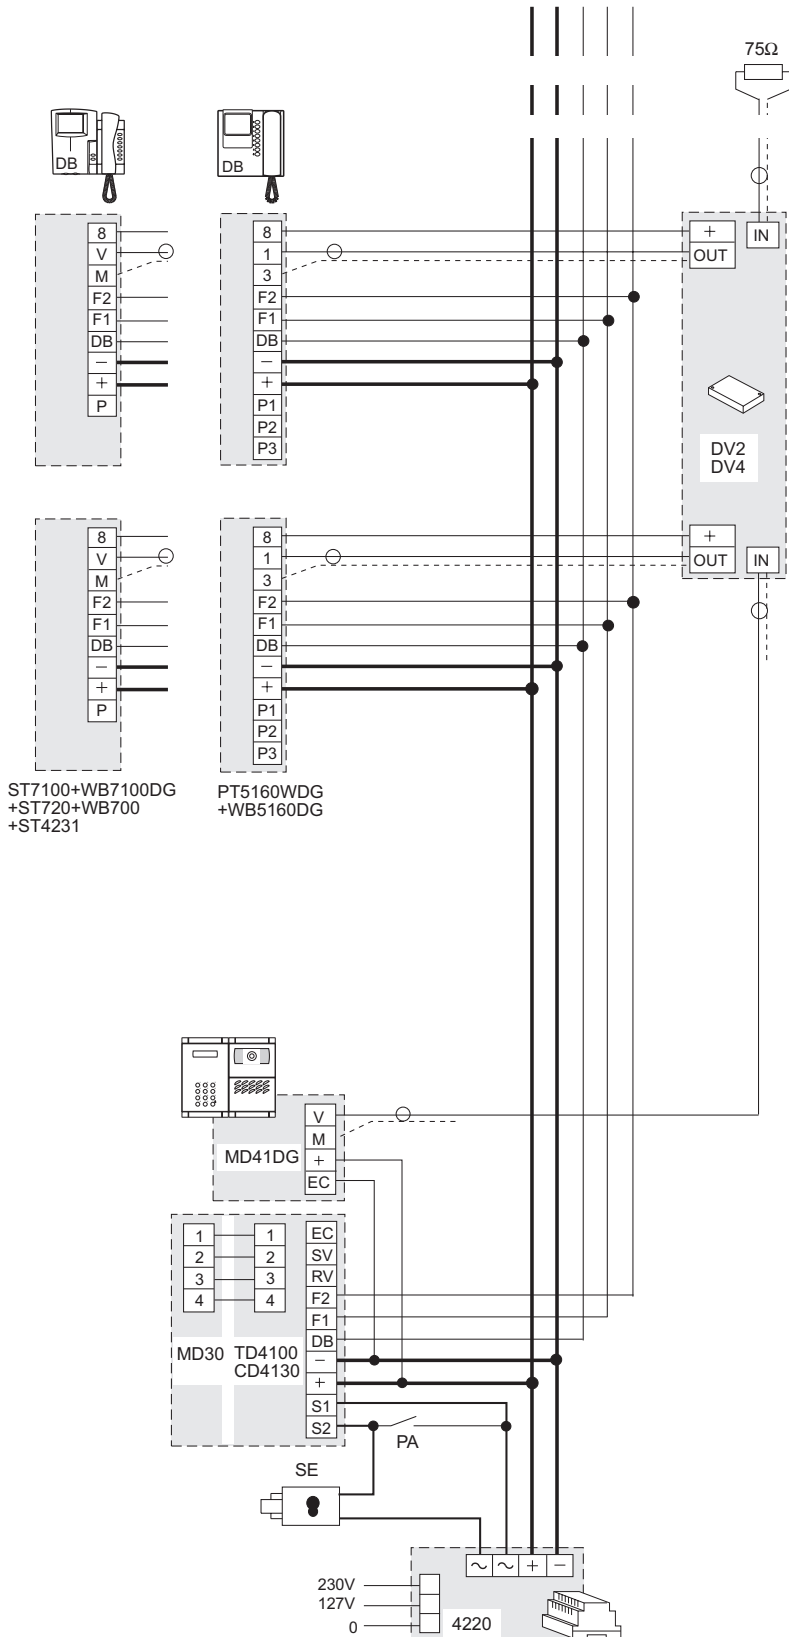 75Ω
DB
DB
8
V
M
F2
F1
DB
−
+
P
8
1
3
F2
F1
DB
−
+
P1
P2
P3
+
OUT
IN
DV2
DV4
+
OUT
IN
8
V
M
F2
F1
DB
−
+
P
8
1
3
F2
F1
DB
−
+
P1
P2
P3
ST7100+WB7100DG
+ST720+WB700
+ST4231
PT5160WDG
+WB5160DG
MD41DG
V
M
+
EC
1
2
3
4
1
2
3
4
EC
SV
RV
F2
F1
DB
−
+
S1
S2
MD30
TD4100
CD4130
PA
SE
~
~
+
−
230V
127V
0
4220